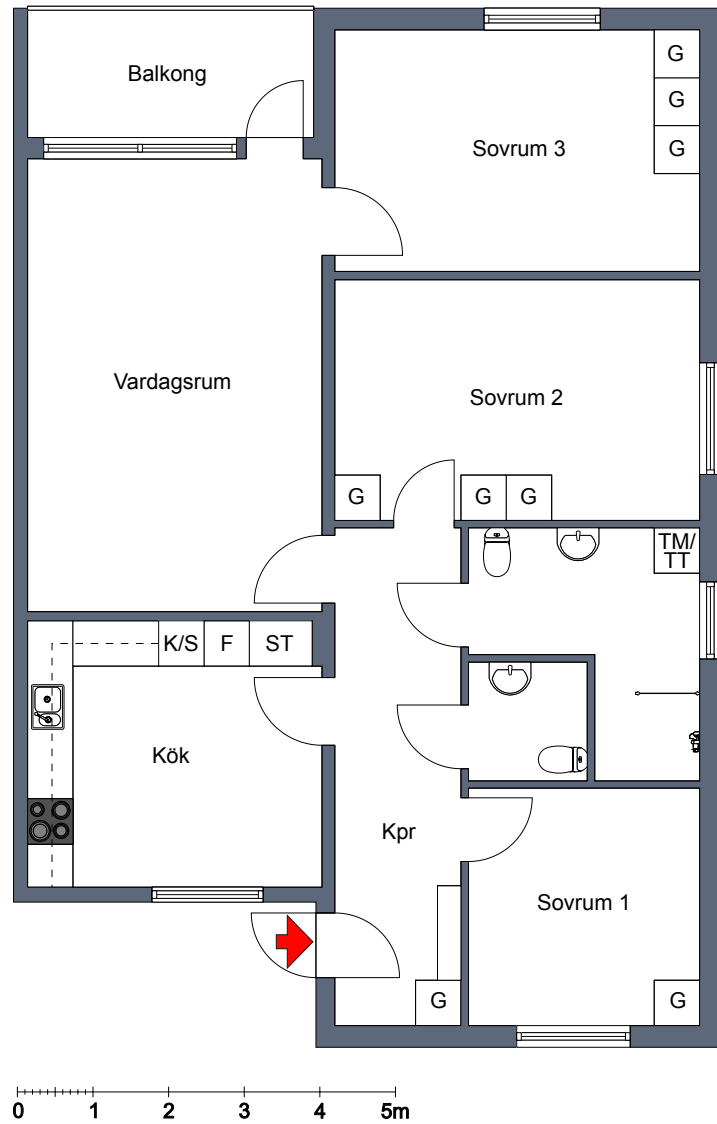 Balkong
G
G
G
Sovrum 3
Vardagsrum
Sovrum 2
G
G
G
TM/
TT
K/S
F
ST
Kök
Kpr
Sovrum 1
G
G
0
1
2
3
4
5m